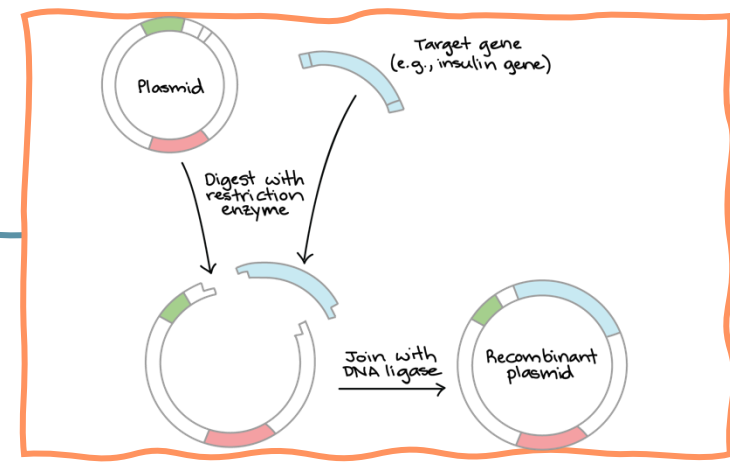 Plasmid
Target gene
(e.g., insulin gene)
Digest with
restriction
enzyme
Join with
DNA ligase
Recombinant
plasmid